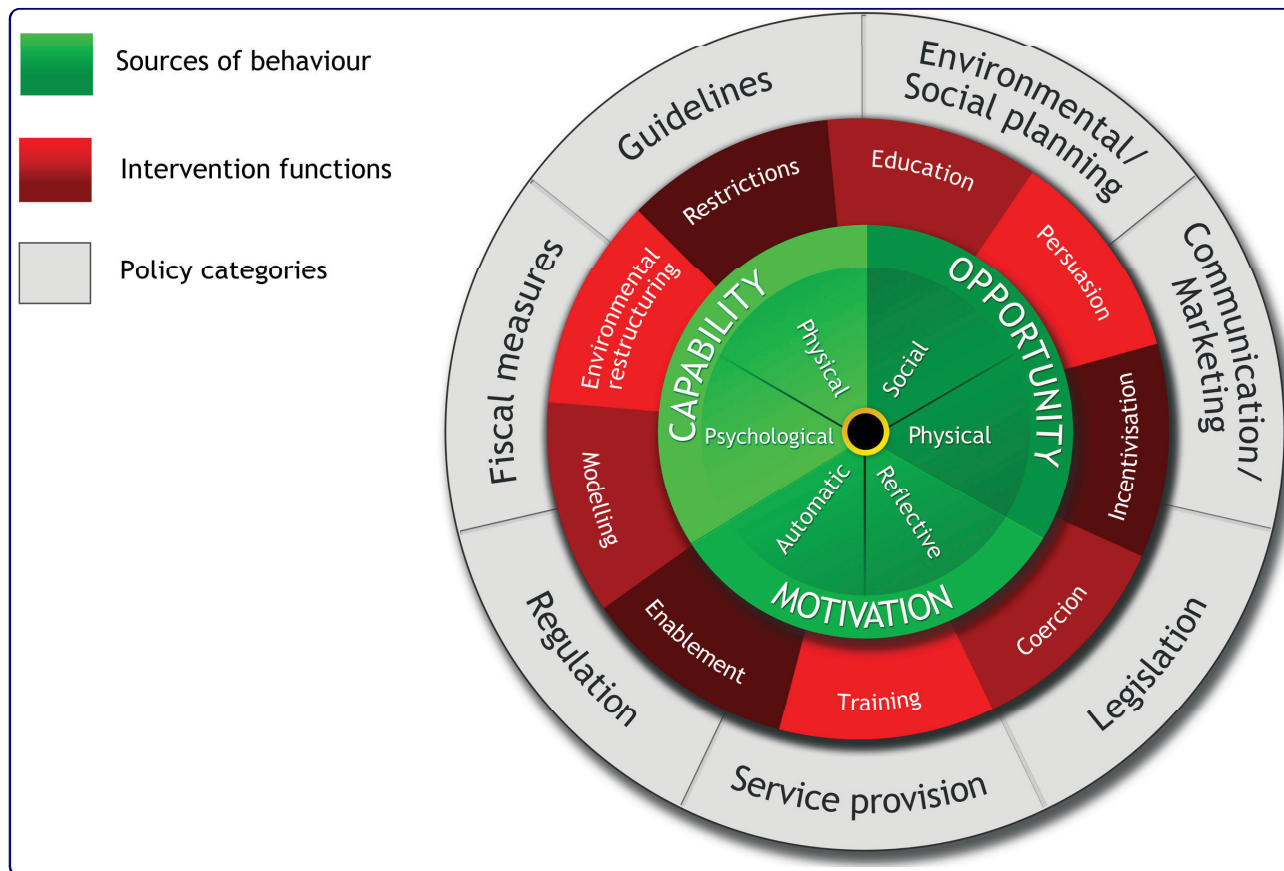 Sources of behaviour
Intervention functions
Policy categories
Guidelines
Environmental/
Social planning
Communication/
Marketing
Legislation
Service provision
Regulation
Fiscal measures
Restrictions
Education
Persuasion
Incentivisation
Coercion
Training
Enablement
Modelling
Environmental
restructuring
CAPABILITY
OPPORTUNITY
MOTIVATION
Physical
Social
Physical
Reflective
Automatic
Psychological